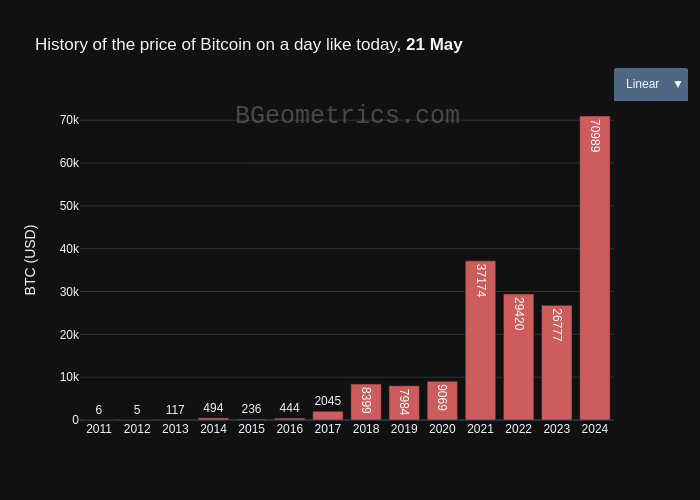 History of the price of Bitcoin on a day like today, 21 May
Linear ▼
BGeometrics.com
BTC (USD)
70k
60k
50k
40k
30k
20k
10k
0
6
5
117
494
236
444
2045
8399
7984
9069
37174
29420
26777
70989
2011 2012 2013 2014 2015 2016 2017 2018 2019 2020 2021 2022 2023 2024